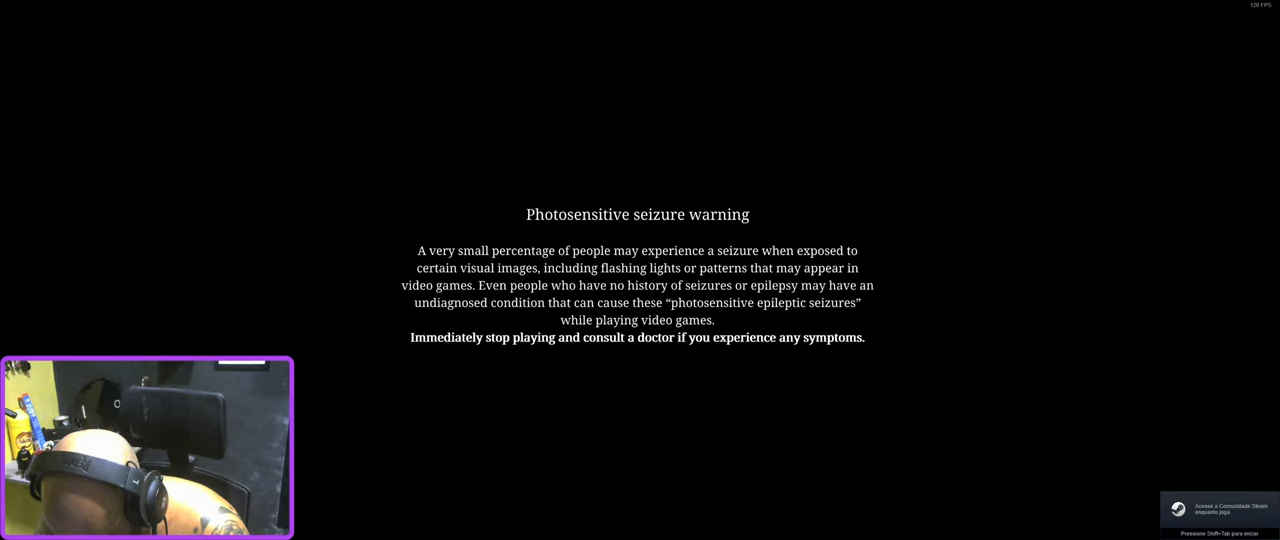 120 FPS
Photosensitive seizure warning
A very small percentage of people may experience a seizure when exposed to
certain visual images, including flashing lights or patterns that may appear in
video games. Even people who have no history of seizures or epilepsy may have an
undiagnosed condition that can cause these “photosensitive epileptic seizures”
while playing video games.
Immediately stop playing and consult a doctor if you experience any symptoms.
Acesse a Comunidade Steam
enquanto joga.
Pressione Shift+Tab para iniciar